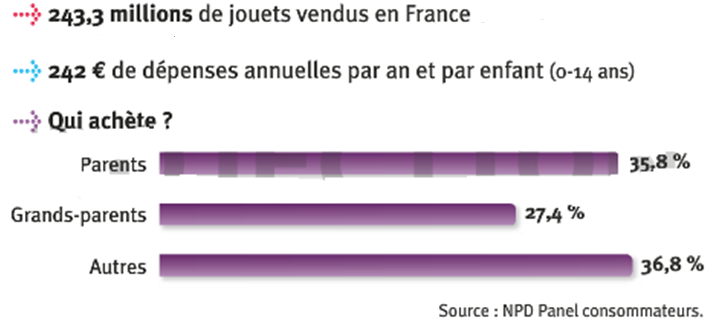 243,3 millions de jouets vendus en France
242 € de dépenses annuelles par an et par enfant (0-14 ans)
Qui achète ?
Parents 35,8 %
Grands-parents 27,4 %
Autres 36,8 %
Source : NPD Panel consommateurs.